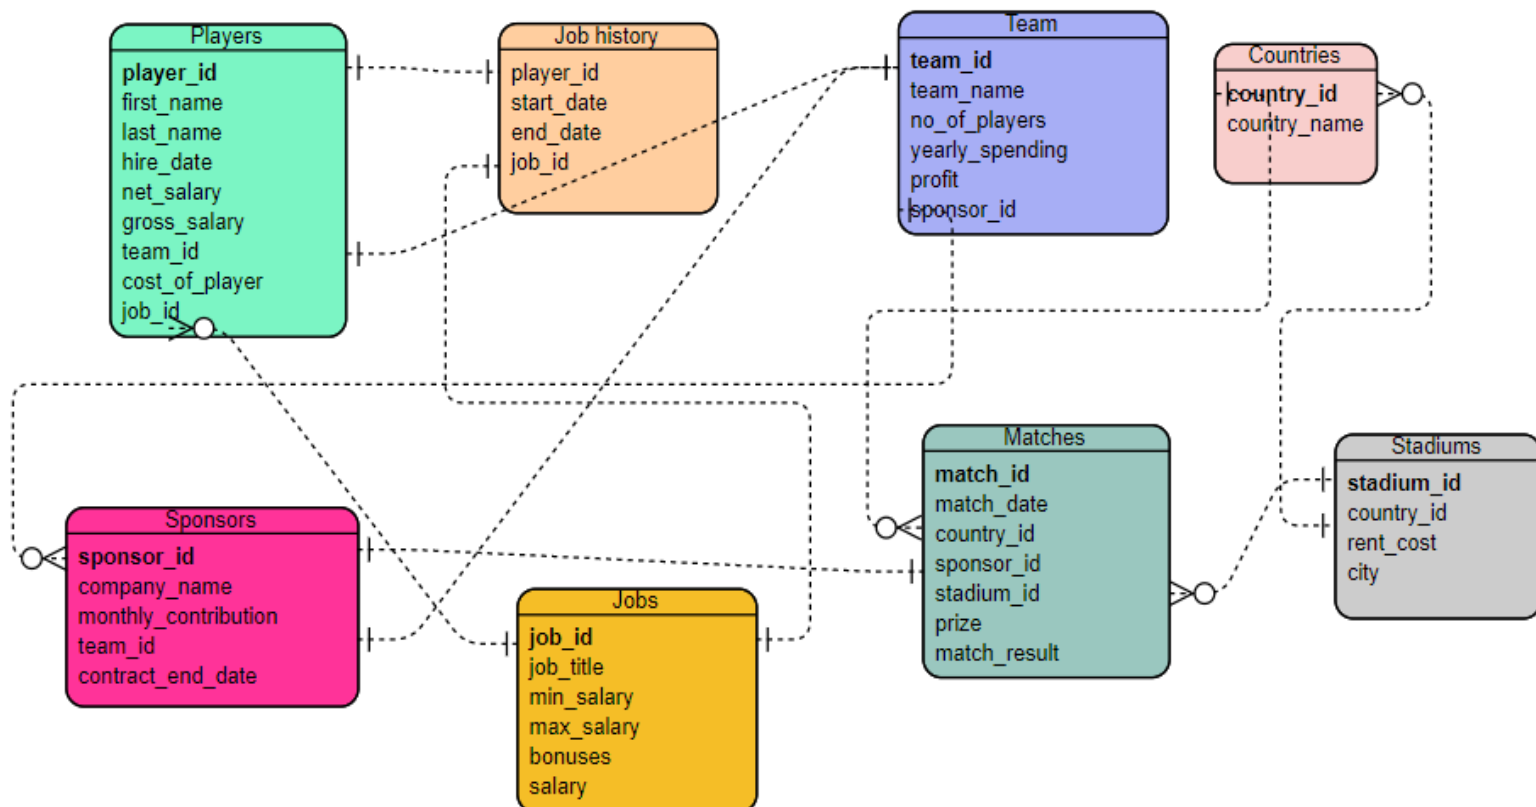 Players
player_id
first_name
last_name
hire_date
net_salary
gross_salary
team_id
cost_of_player
job_id
Job history
player_id
start_date
end_date
job_id
Team
team_id
team_name
no_of_players
yearly_spending
profit
sponsor_id
Countries
country_id
country_name
Sponsors
sponsor_id
company_name
monthly_contribution
team_id
contract_end_date
Jobs
job_id
job_title
min_salary
max_salary
bonuses
salary
Matches
match_id
match_date
country_id
sponsor_id
stadium_id
prize
match_result
Stadiums
stadium_id
country_id
rent_cost
city